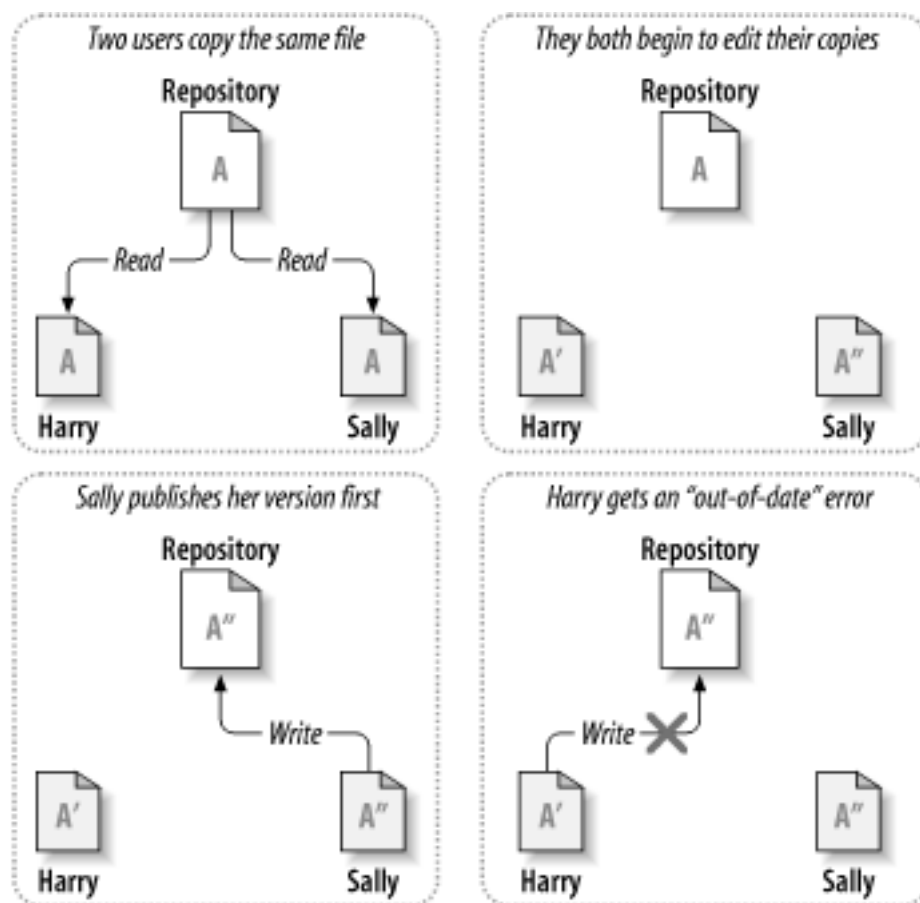 Two users copy the same file
Repository
A
Read Read
A A
Harry Sally
They both begin to edit their copies
Repository
A
A' A"
Harry Sally
Sally publishes her version first
Repository
A"
Write
A' A"
Harry Sally
Harry gets an “out-of-date” error
Repository
A"
Write
A' A"
Harry Sally